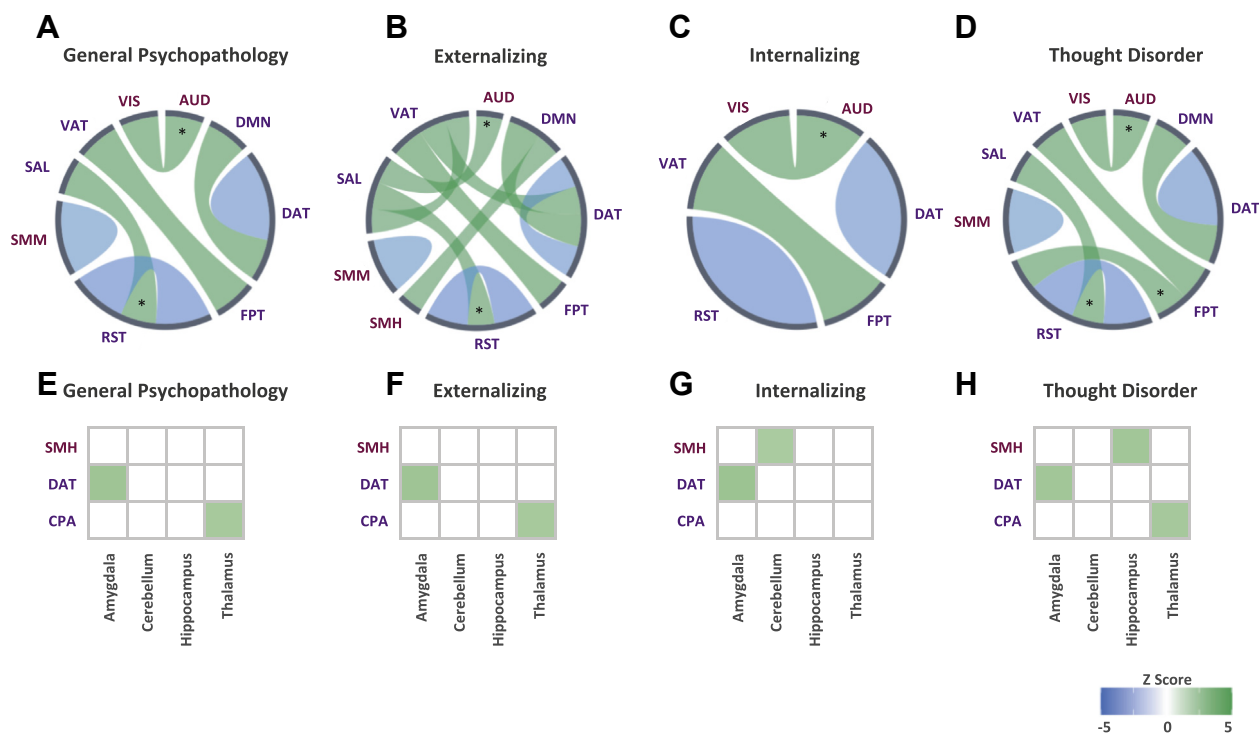 A
General Psychopathology
VIS
AUD
*
VAT
DMN
SAL
DAT
SMM
*
FPT
RST
B
Externalizing
AUD
*
VAT
DMN
SAL
DAT
SMM
SMH
*
FPT
RST
C
Internalizing
VIS
AUD
*
VAT
DAT
RST
FPT
D
Thought Disorder
VIS
AUD
*
VAT
DMN
SAL
DAT
SMM
*
*
FPT
RST
E
General Psychopathology
SMH
DAT
CPA
Amygdala
Cerebellum
Hippocampus
Thalamus
F
Externalizing
SMH
DAT
CPA
Amygdala
Cerebellum
Hippocampus
Thalamus
G
Internalizing
SMH
DAT
CPA
Amygdala
Cerebellum
Hippocampus
Thalamus
H
Thought Disorder
SMH
DAT
CPA
Amygdala
Cerebellum
Hippocampus
Thalamus
Z Score
-5 0 5